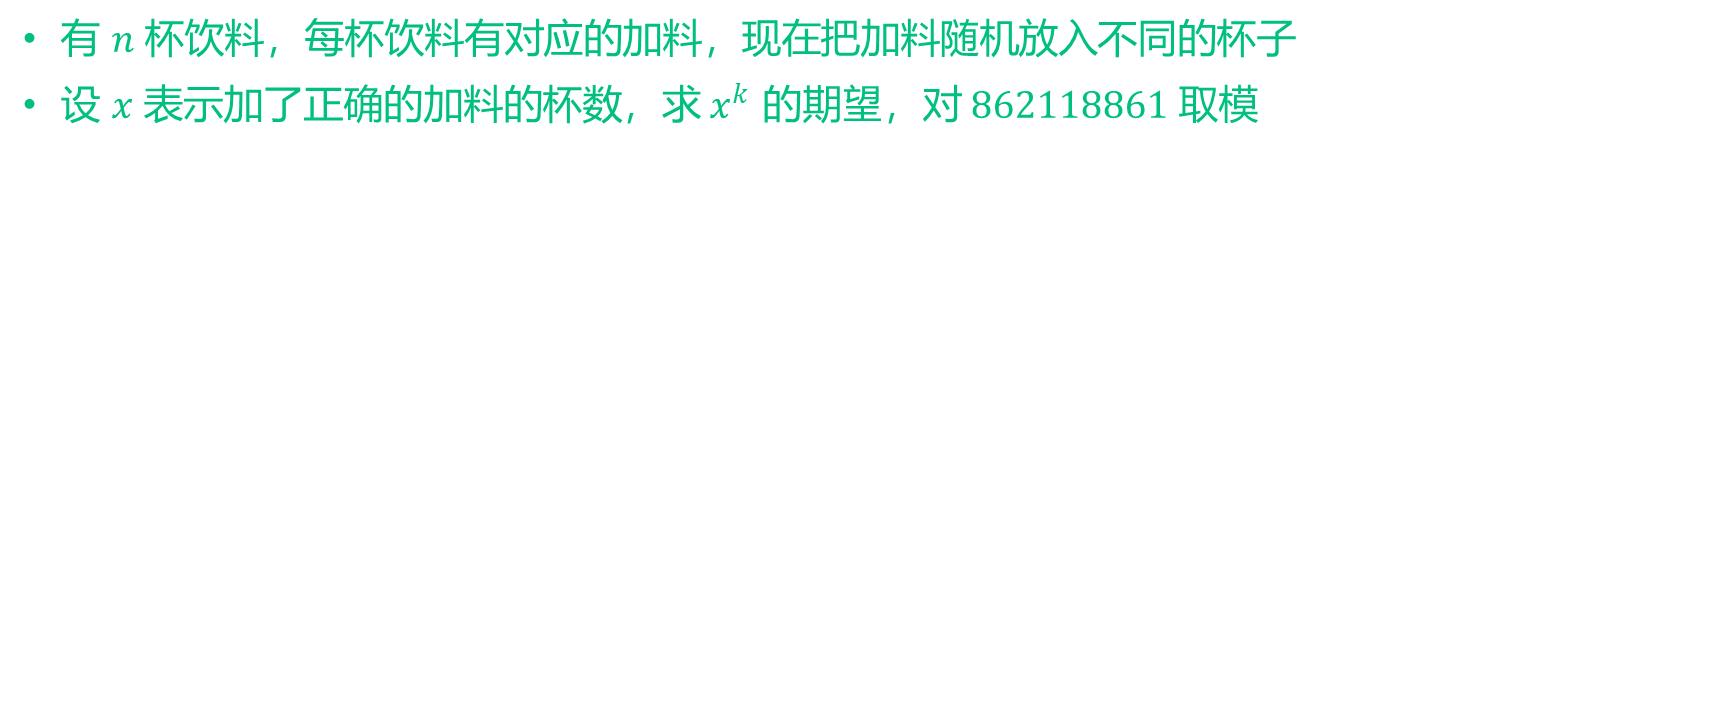 • 有 n 杯饮料，每杯饮料有对应的加料，现在把加料随机放入不同的杯子
• 设 x 表示加了正确的加料的杯数，求 x^k 的期望，对 862118861 取模